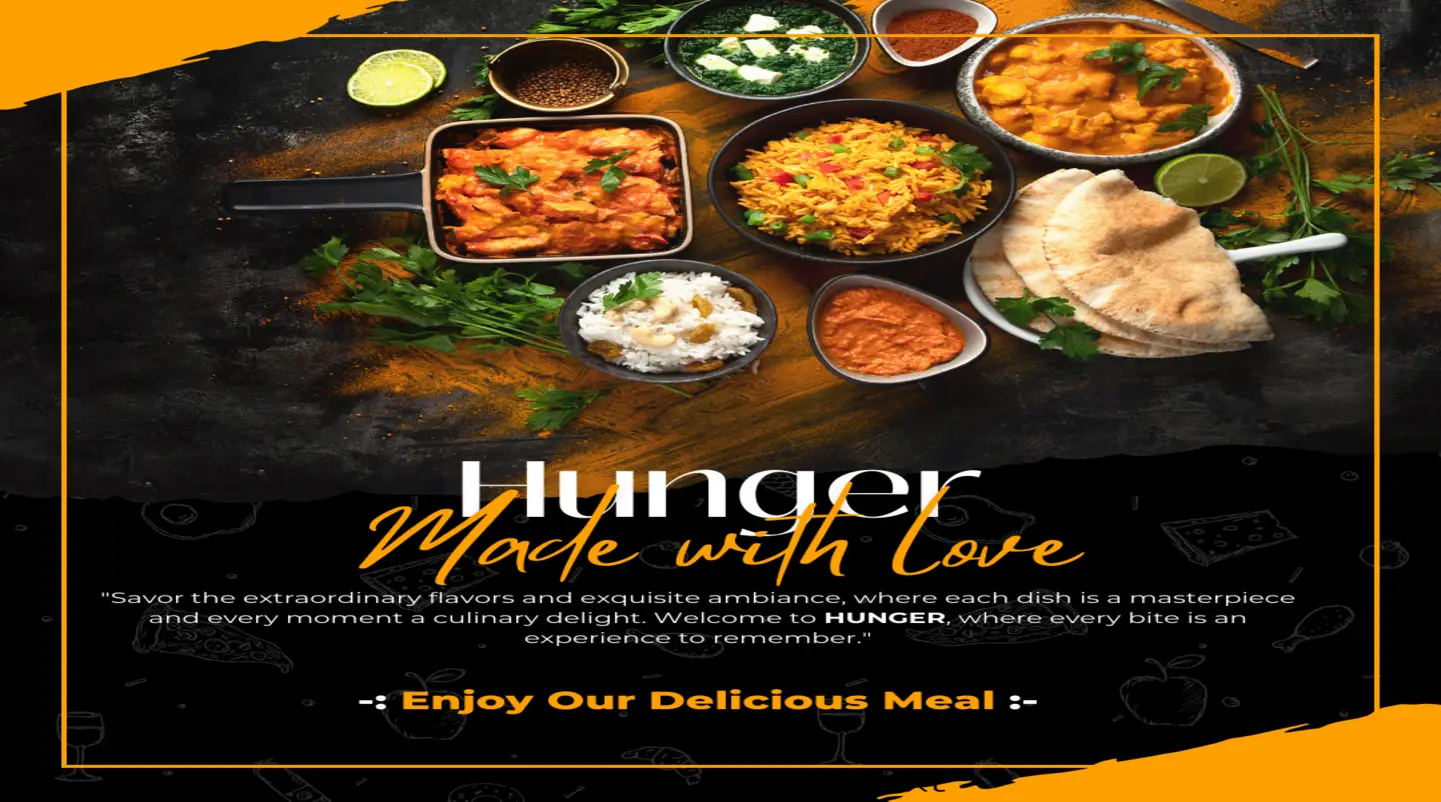 Hunger
Made with Love
"Savor the extraordinary flavors and exquisite ambiance, where each dish is a masterpiece
and every moment a culinary delight. Welcome to HUNGER, where every bite is an
experience to remember."
-: Enjoy Our Delicious Meal :-